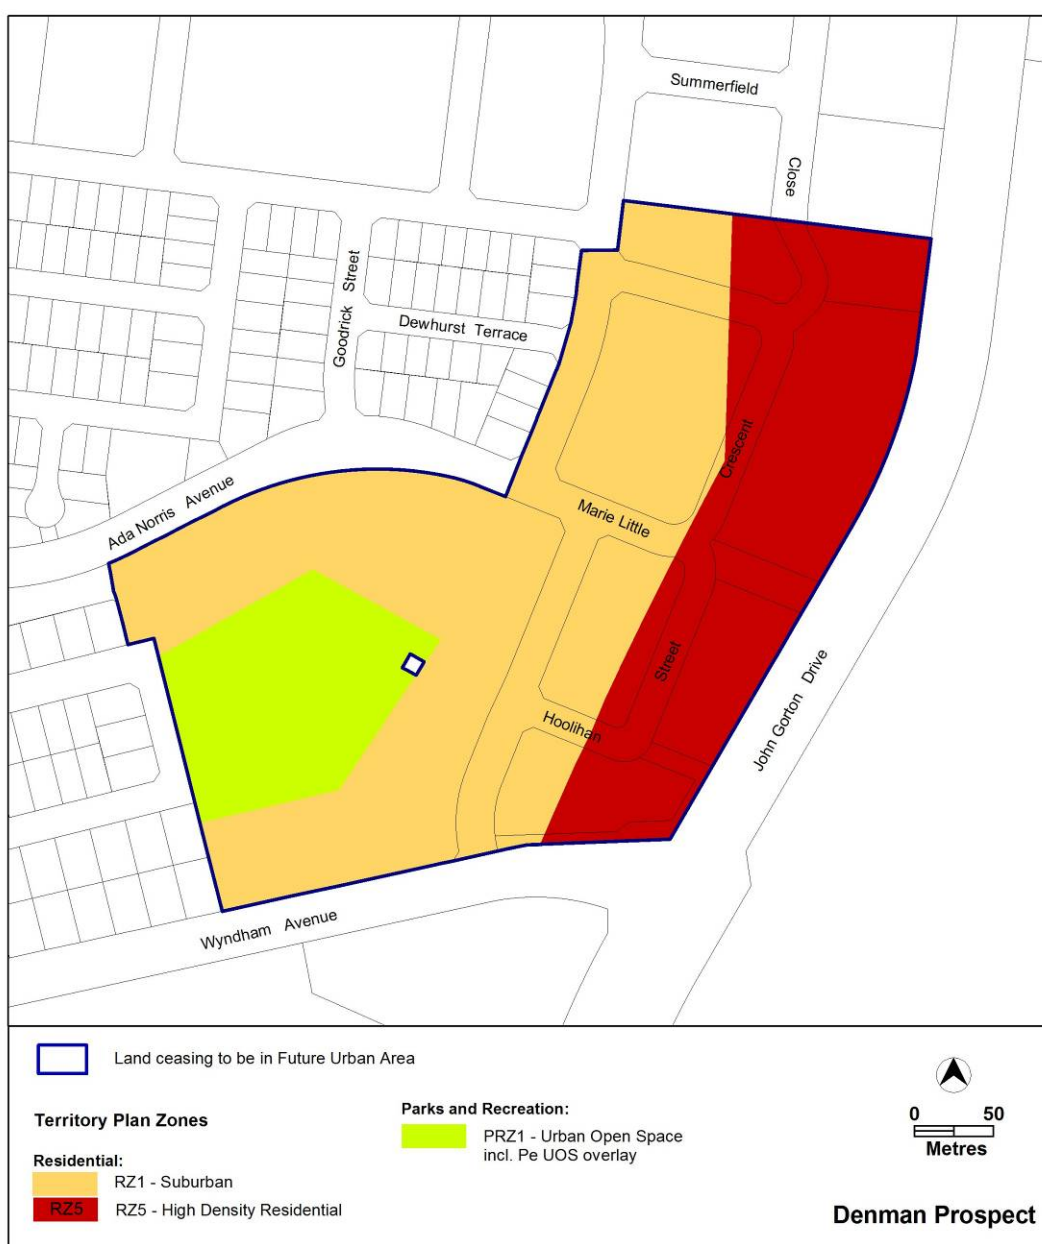 Summerfield
Close
Goodrick Street
Dewhurst Terrace
Crescent
Ada Norris Avenue
Marie Little
Street
Hoolihan
John Gorton Drive
Wyndham Avenue
Land ceasing to be in Future Urban Area
Territory Plan Zones
Residential:
RZ1 - Suburban
RZ5
RZ5 - High Density Residential
Parks and Recreation:
PRZ1 - Urban Open Space
incl. Pe UOS overlay
0 50
Metres
Denman Prospect